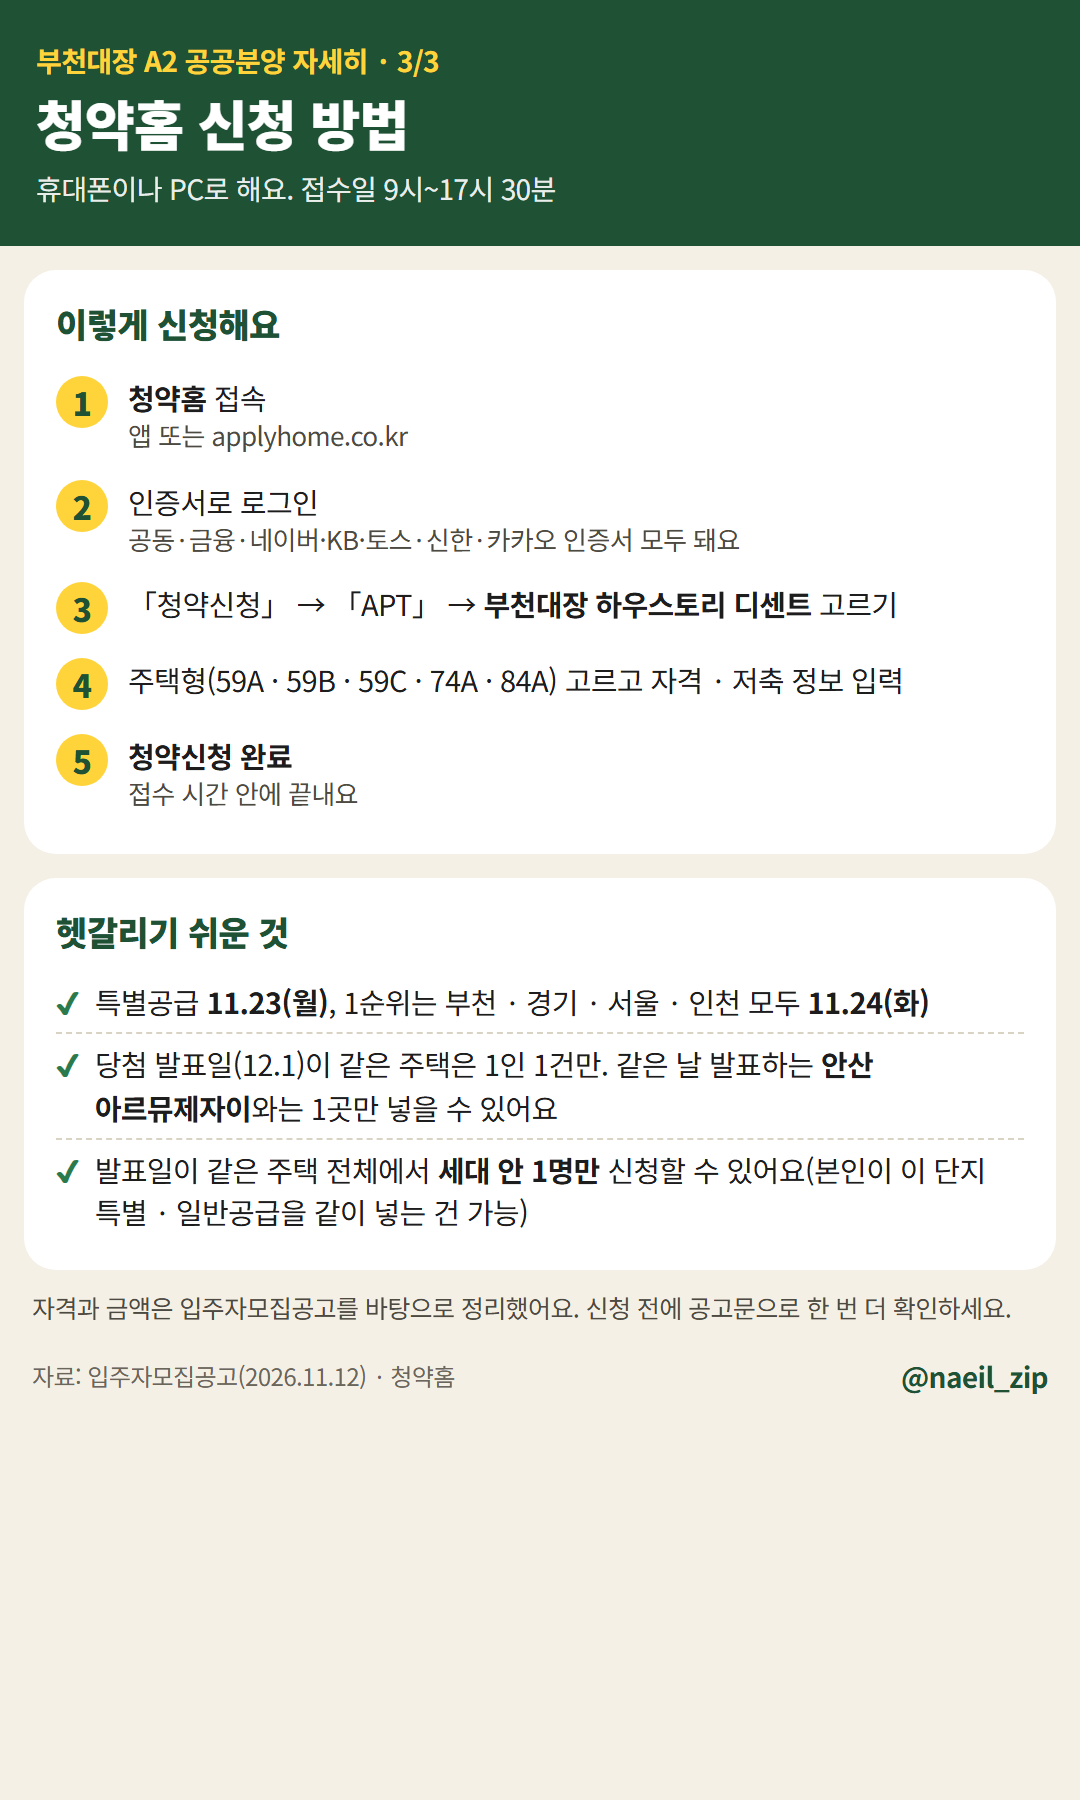 부천대장 A2 공공분양 자세히 · 3/3
청약홈 신청 방법
휴대폰이나 PC로 해요. 접수일 9시~17시 30분
이렇게 신청해요
1 청약홈 접속
앱 또는 applyhome.co.kr
2 인증서로 로그인
공동·금융·네이버·KB·토스·신한·카카오 인증서 모두 돼요
3 「청약신청」 → 「APT」 → 부천대장 하우스토리 디센트 고르기
4 주택형(59A · 59B · 59C · 74A · 84A) 고르고 자격 · 저축 정보 입력
5 청약신청 완료
접수 시간 안에 끝내요
헷갈리기 쉬운 것
✓ 특별공급 11.23(월), 1순위는 부천 · 경기 · 서울 · 인천 모두 11.24(화)
✓ 당첨 발표일(12.1)이 같은 주택은 1인 1건만. 같은 날 발표하는 안산
아르뮤제자이와는 1곳만 넣을 수 있어요
✓ 발표일이 같은 주택 전체에서 세대 안 1명만 신청할 수 있어요(본인이 이 단지
특별 · 일반공급을 같이 넣는 건 가능)
자격과 금액은 입주자모집공고를 바탕으로 정리했어요. 신청 전에 공고문으로 한 번 더 확인하세요.
자료: 입주자모집공고(2026.11.12) · 청약홈
@naeil_zip